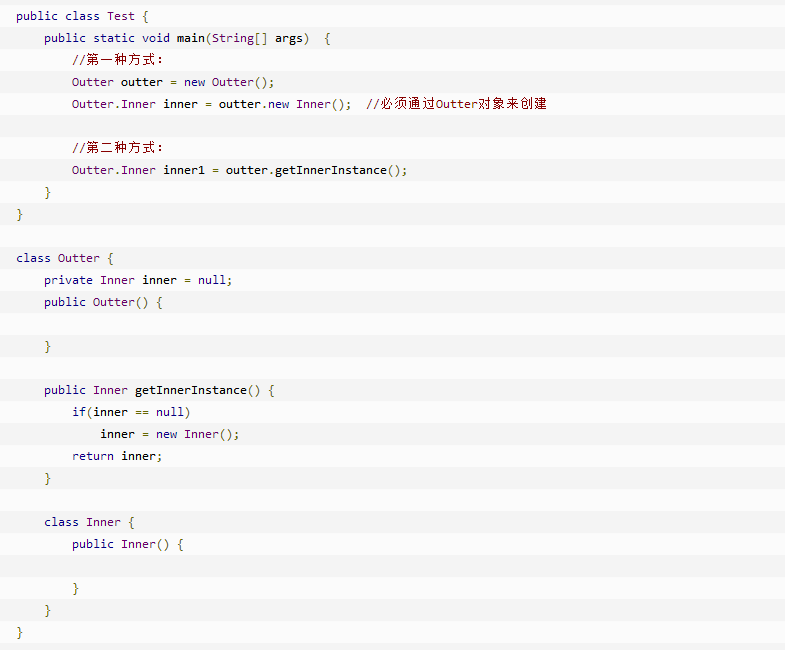 public class Test {
    public static void main(String[] args)  {
        //第一种方式：
        Outter outter = new Outter();
        Outter.Inner inner = outter.new Inner();  //必须通过Outter对象来创建
        //第二种方式：
        Outter.Inner inner1 = outter.getInnerInstance();
    }
}
class Outter {
    private Inner inner = null;
    public Outter() {
    }
    public Inner getInnerInstance() {
        if(inner == null)
            inner = new Inner();
        return inner;
    }
    class Inner {
        public Inner() {
        }
    }
}